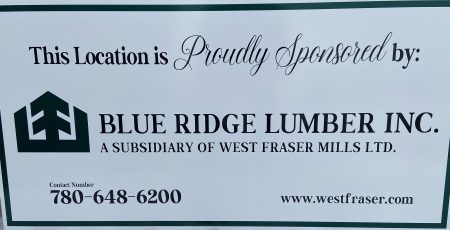 This Location is Proudly Sponsored by:
BLUE RIDGE LUMBER INC.
A SUBSIDIARY OF WEST FRASER MILLS LTD.
Contact Number
780-648-6200 www.westfraser.com